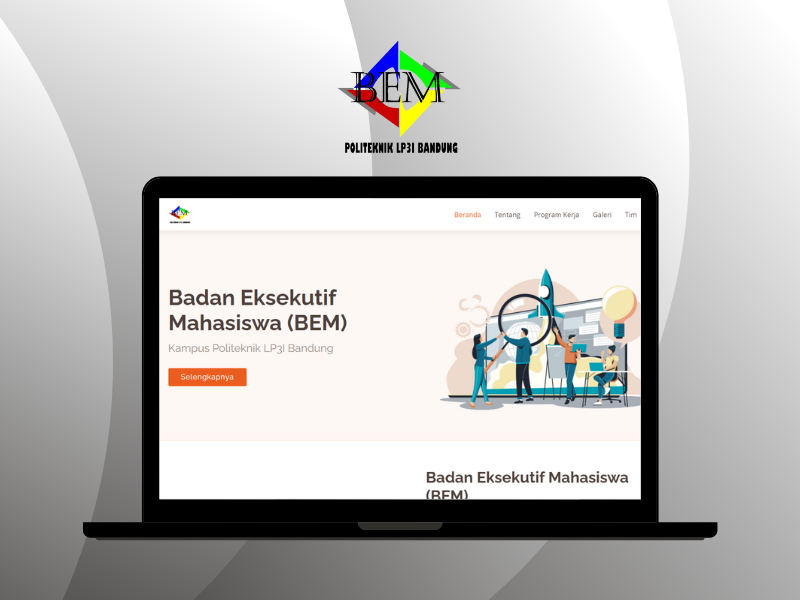 BEM
POLITEKNIK LP3I BANDUNG
Beranda Tentang Program Kerja Galeri Tim
Badan Eksekutif
Mahasiswa (BEM)
Kampus Politeknik LP3I Bandung
Selengkapnya
Badan Eksekutif Mahasiswa
(BEM)